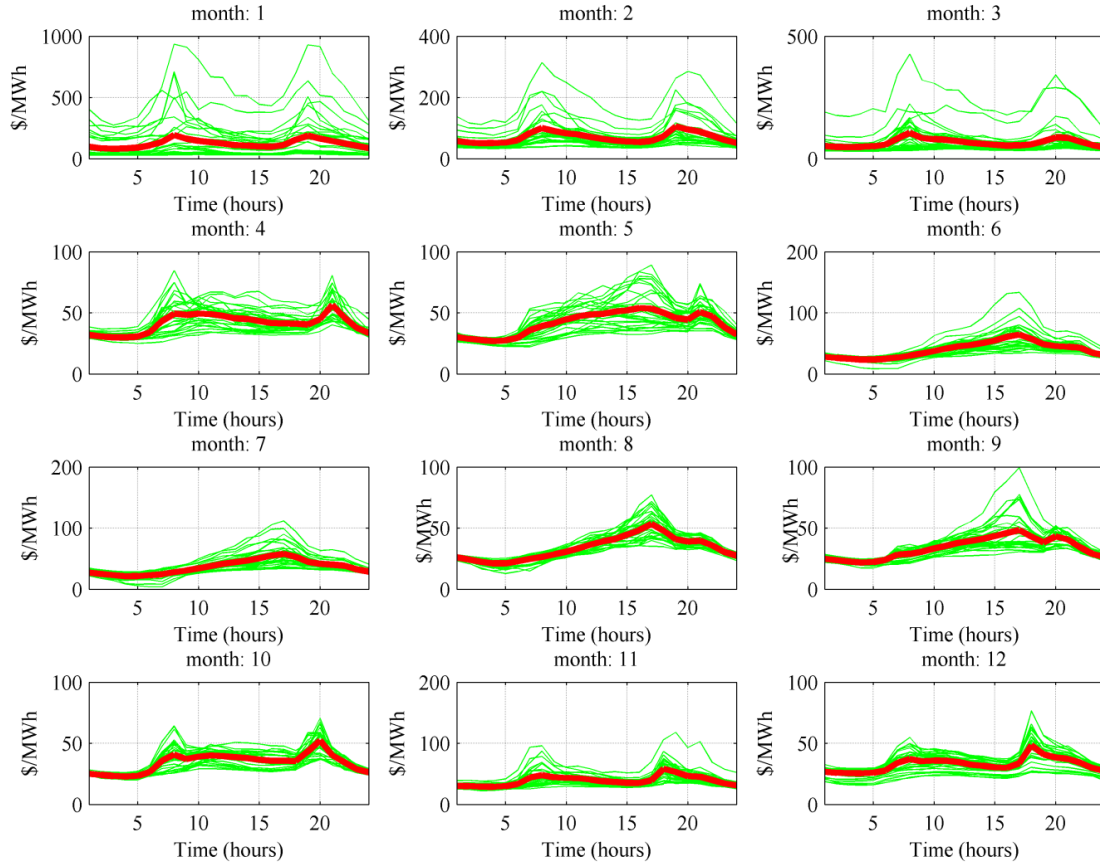 month: 1
month: 2
month: 3
1000
500
0
$/MWh
5 10 15 20
Time (hours)
400
200
0
$/MWh
5 10 15 20
Time (hours)
500
0
$/MWh
5 10 15 20
Time (hours)
month: 4
month: 5
month: 6
100
50
0
$/MWh
5 10 15 20
Time (hours)
100
50
0
$/MWh
5 10 15 20
Time (hours)
200
100
0
$/MWh
5 10 15 20
Time (hours)
month: 7
month: 8
month: 9
200
100
0
$/MWh
5 10 15 20
Time (hours)
100
50
0
$/MWh
5 10 15 20
Time (hours)
100
50
0
$/MWh
5 10 15 20
Time (hours)
month: 10
month: 11
month: 12
100
50
0
$/MWh
5 10 15 20
Time (hours)
200
100
0
$/MWh
5 10 15 20
Time (hours)
100
50
0
$/MWh
5 10 15 20
Time (hours)